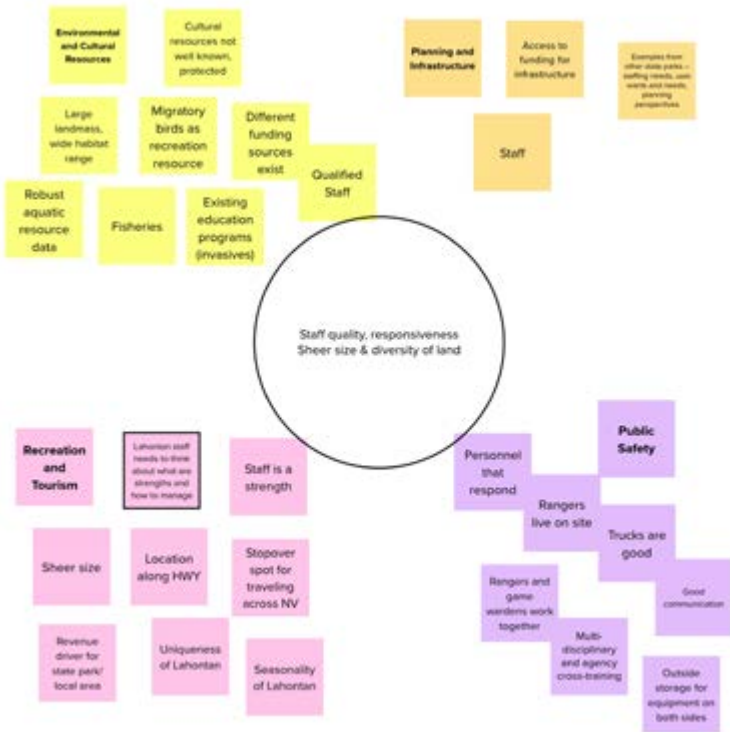 Environmental
and Cultural
Resources
Cultural
resources not
well known,
protected
Large
landmass,
wide habitat
range
Migratory
birds as
recreation
resource
Different
funding
sources
exist
Qualified
Staff
Robust
aquatic
resource
data
Fisheries
Existing
education
programs
(invasives)
Planning and
Infrastructure
Access to
funding for
infrastructure
Examples from
other state parks –
staffing needs, user
wants and needs,
planning
perspectives
Staff
Staff quality, responsiveness
Sheer size & diversity of land
Recreation
and
Tourism
Lahontan staff
needs to think
about what are
strengths and
how to manage
Staff is a
strength
Sheer size
Location
along HWY
Stopover
spot for
traveling
across NV
Revenue
driver for
state park/
local area
Uniqueness
of Lahontan
Seasonality
of Lahontan
Public
Safety
Personnel
that
respond
Rangers
live on site
Trucks are
good
Good
communication
Rangers and
game
wardens work
together
Multi-
disciplinary
and agency
cross-training
Outside
storage for
equipment on
both sides